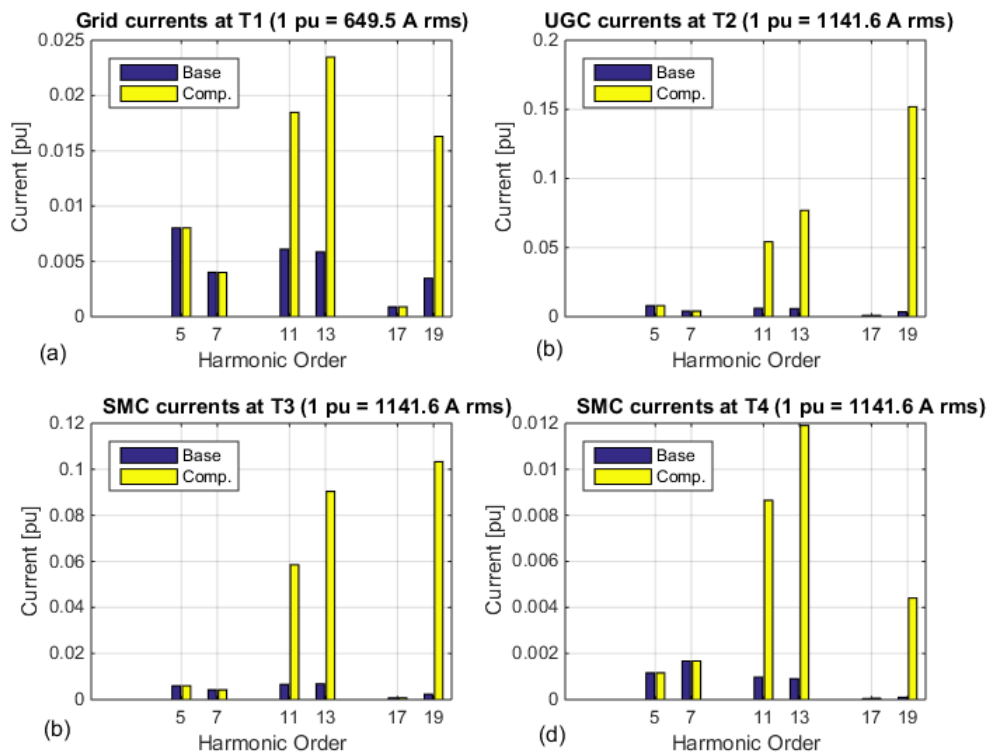 Grid currents at T1 (1 pu = 649.5 A rms)
0.025
0.02
0.015
0.01
0.005
0
Current [pu]
Base
Comp.
5 7 11 13 17 19
Harmonic Order
(a)
UGC currents at T2 (1 pu = 1141.6 A rms)
0.2
0.15
0.1
0.05
0
Current [pu]
Base
Comp.
5 7 11 13 17 19
Harmonic Order
(b)
SMC currents at T3 (1 pu = 1141.6 A rms)
0.12
0.1
0.08
0.06
0.04
0.02
0
Current [pu]
Base
Comp.
5 7 11 13 17 19
Harmonic Order
(b)
SMC currents at T4 (1 pu = 1141.6 A rms)
0.012
0.01
0.008
0.006
0.004
0.002
0
Current [pu]
Base
Comp.
5 7 11 13 17 19
Harmonic Order
(d)